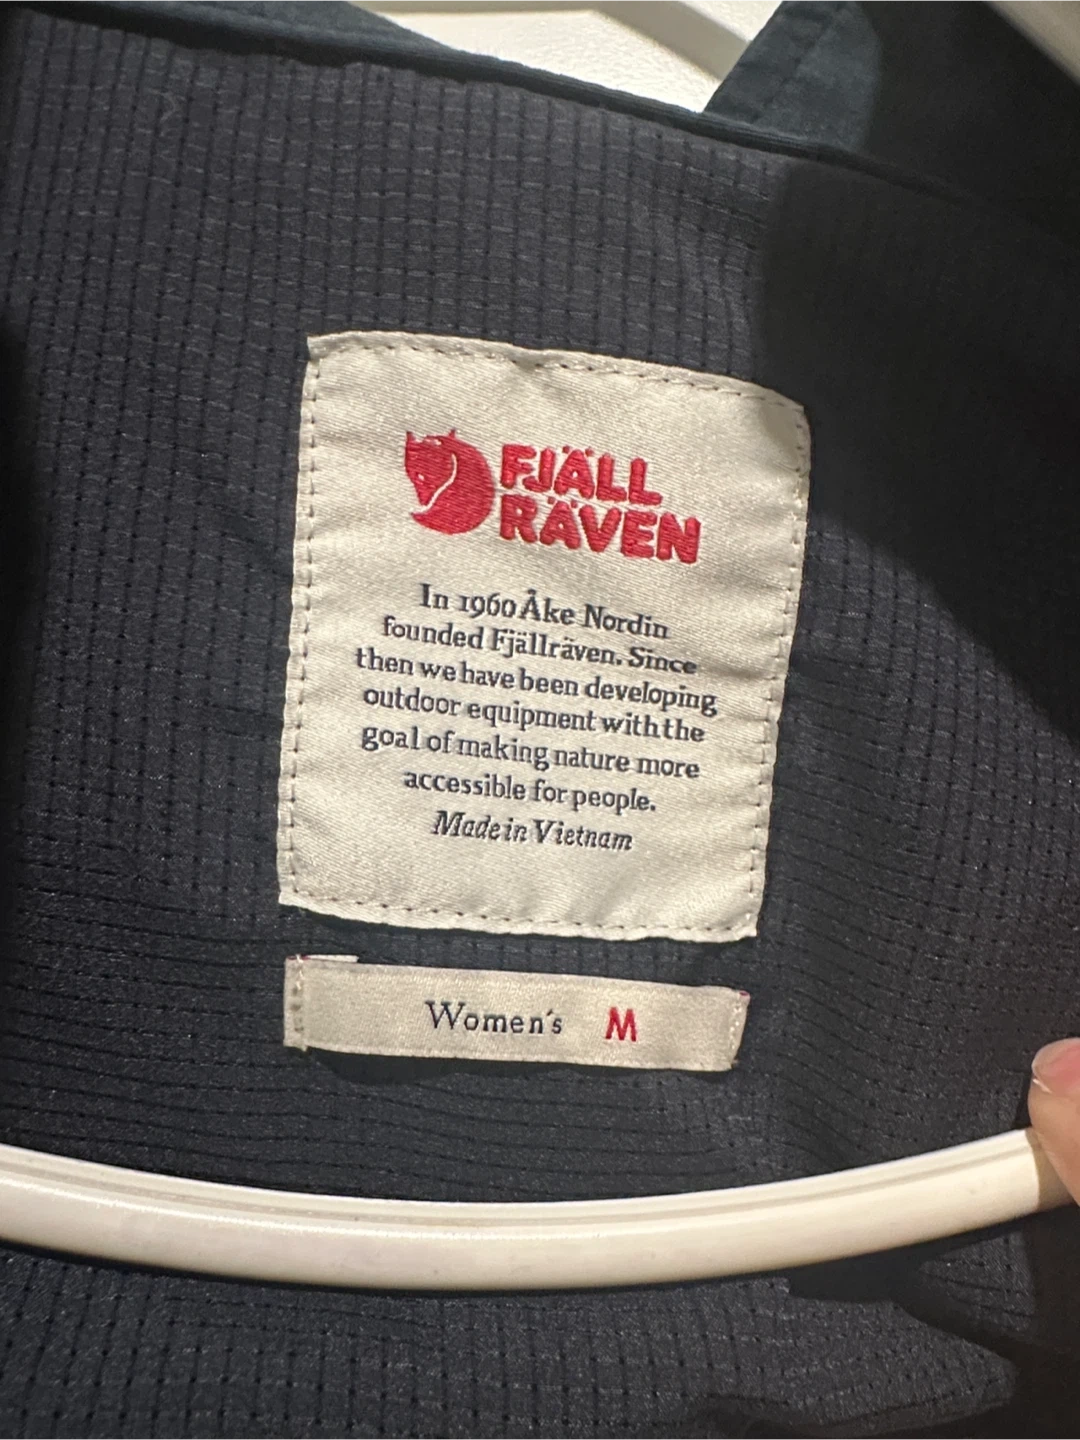 FJÄLL
RÄVEN
In 1960 Åke Nordin
founded Fjällräven. Since
then we have been developing
outdoor equipment with the
goal of making nature more
accessible for people.
Made in Vietnam
Women's M